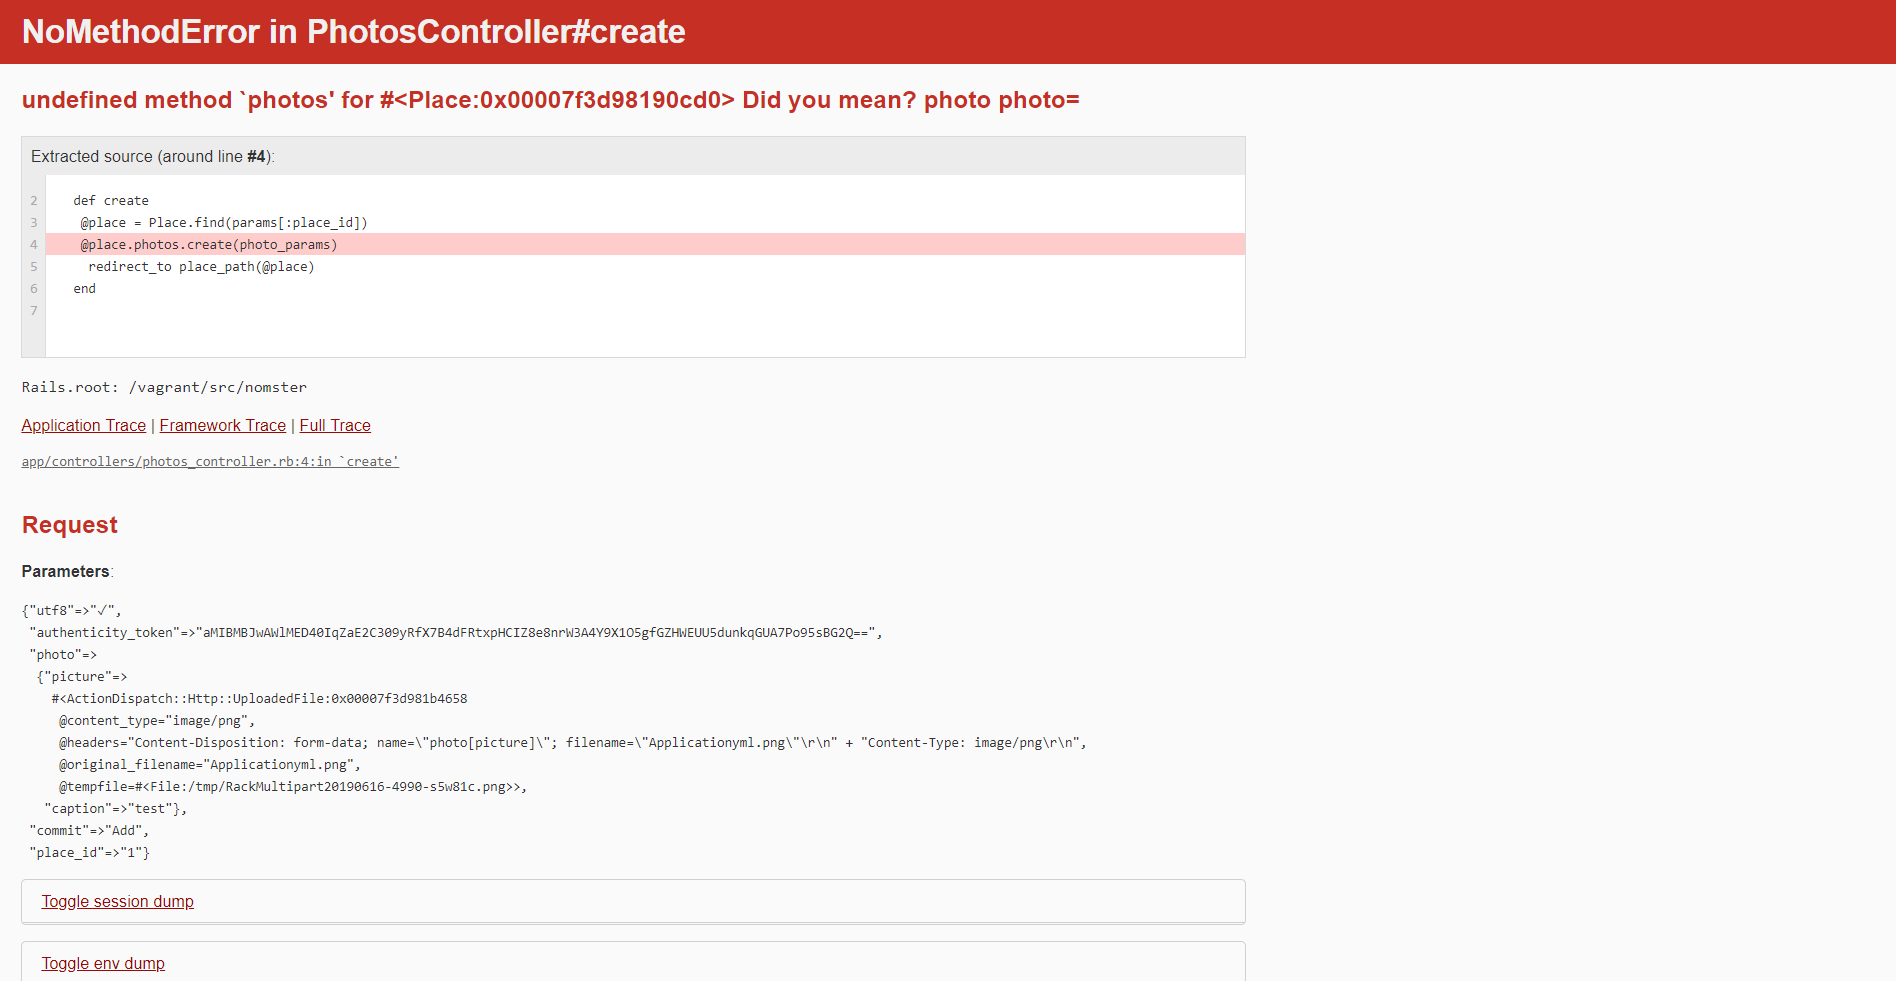 NoMethodError in PhotosController#create
undefined method `photos' for #<Place:0x00007f3d98190cd0> Did you mean? photo photo=
Extracted source (around line #4):
2 def create
3 @place = Place.find(params[:place_id])
4 @place.photos.create(photo_params)
5 redirect_to place_path(@place)
6 end
7
Rails.root: /vagrant/src/nomster
Application Trace | Framework Trace | Full Trace
app/controllers/photos_controller.rb:4:in `create'
Request
Parameters:
{"utf8"=>"✓",
"authenticity_token"=>"aMIBMBJwAWlMED40IqZaE2C309yRfX7B4dFRtxpHCIZ8e8nrW3A4Y9X1O5gfGZHWEUU5dunkqGUA7Po95sBG2Q==",
"photo"=>
{"picture"=>
#<ActionDispatch::Http::UploadedFile:0x00007f3d981b4658
@content_type="image/png",
@headers="Content-Disposition: form-data; name=\"photo[picture]\"; filename=\"Applicationyml.png\"\r\n" + "Content-Type: image/png\r\n",
@original_filename="Applicationyml.png",
@tempfile=#<File:/tmp/RackMultipart20190616-4990-s5w81c.png>>,
"caption"=>"test"},
"commit"=>"Add",
"place_id"=>"1"}
Toggle session dump
Toggle env dump